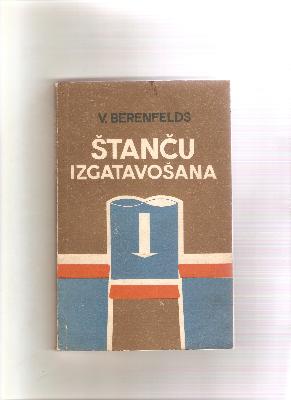 V. BERENFELDS
ŠTANČU
IZGATAVOŠANA